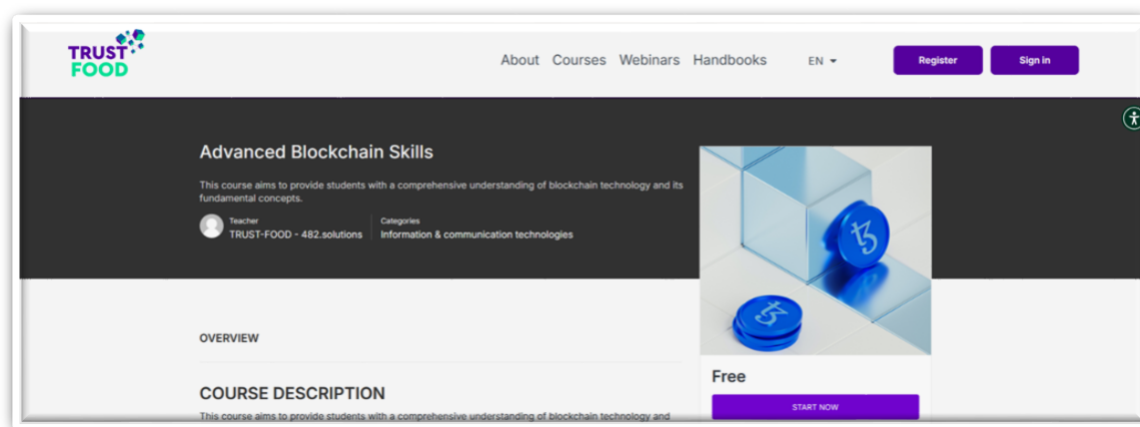 TRUST
FOOD
About Courses Webinars Handbooks EN Register Sign in
Advanced Blockchain Skills
This course aims to provide students with a comprehensive understanding of blockchain technology and its
fundamental concepts.
Teacher
TRUST-FOOD - 482.solutions
Categories
Information & communication technologies
OVERVIEW
COURSE DESCRIPTION
This course aims to provide students with a comprehensive understanding of blockchain technology and
Free
START NOW